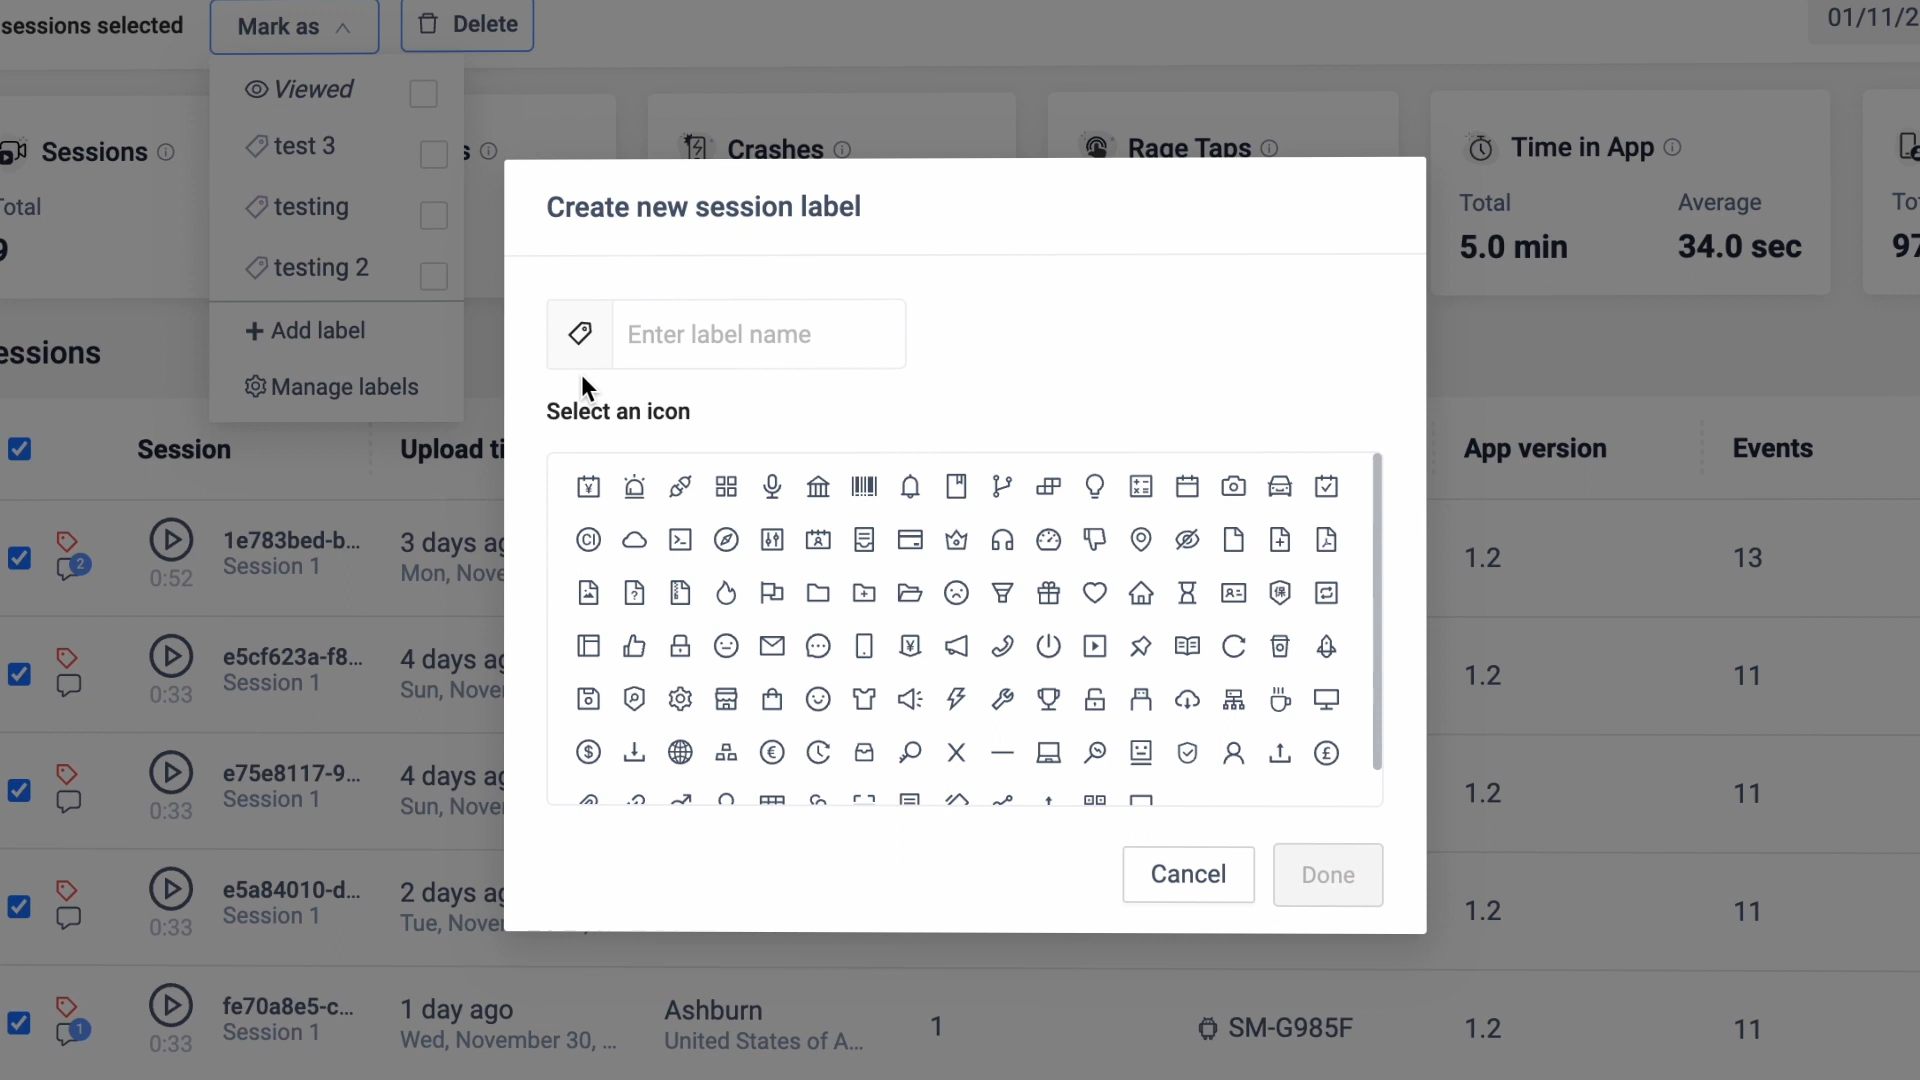 sessions selected
Mark as
Delete
01/11/2
Viewed
test 3
testing
testing 2
Add label
Manage labels
Sessions
s
Crashes
Rage Taps
Time in App
Total
Total
Average
5.0 min
34.0 sec
97
Create new session label
Enter label name
Select an icon
Cancel
Done
essions
Session
Upload ti
App version
Events
1e783bed-b...
Session 1
0:52
2
3 days ag
Mon, Nove
1.2
13
e5cf623a-f8...
Session 1
0:33
4 days ag
Sun, Nover
1.2
11
e75e8117-9...
Session 1
0:33
4 days ag
Sun, Nover
1.2
11
e5a84010-d...
Session 1
0:33
2 days ag
Tue, Noven
1.2
11
fe70a8e5-c...
Session 1
0:33
1
1 day ago
Wed, November 30, ...
Ashburn
United States of A...
1
SM-G985F
1.2
11